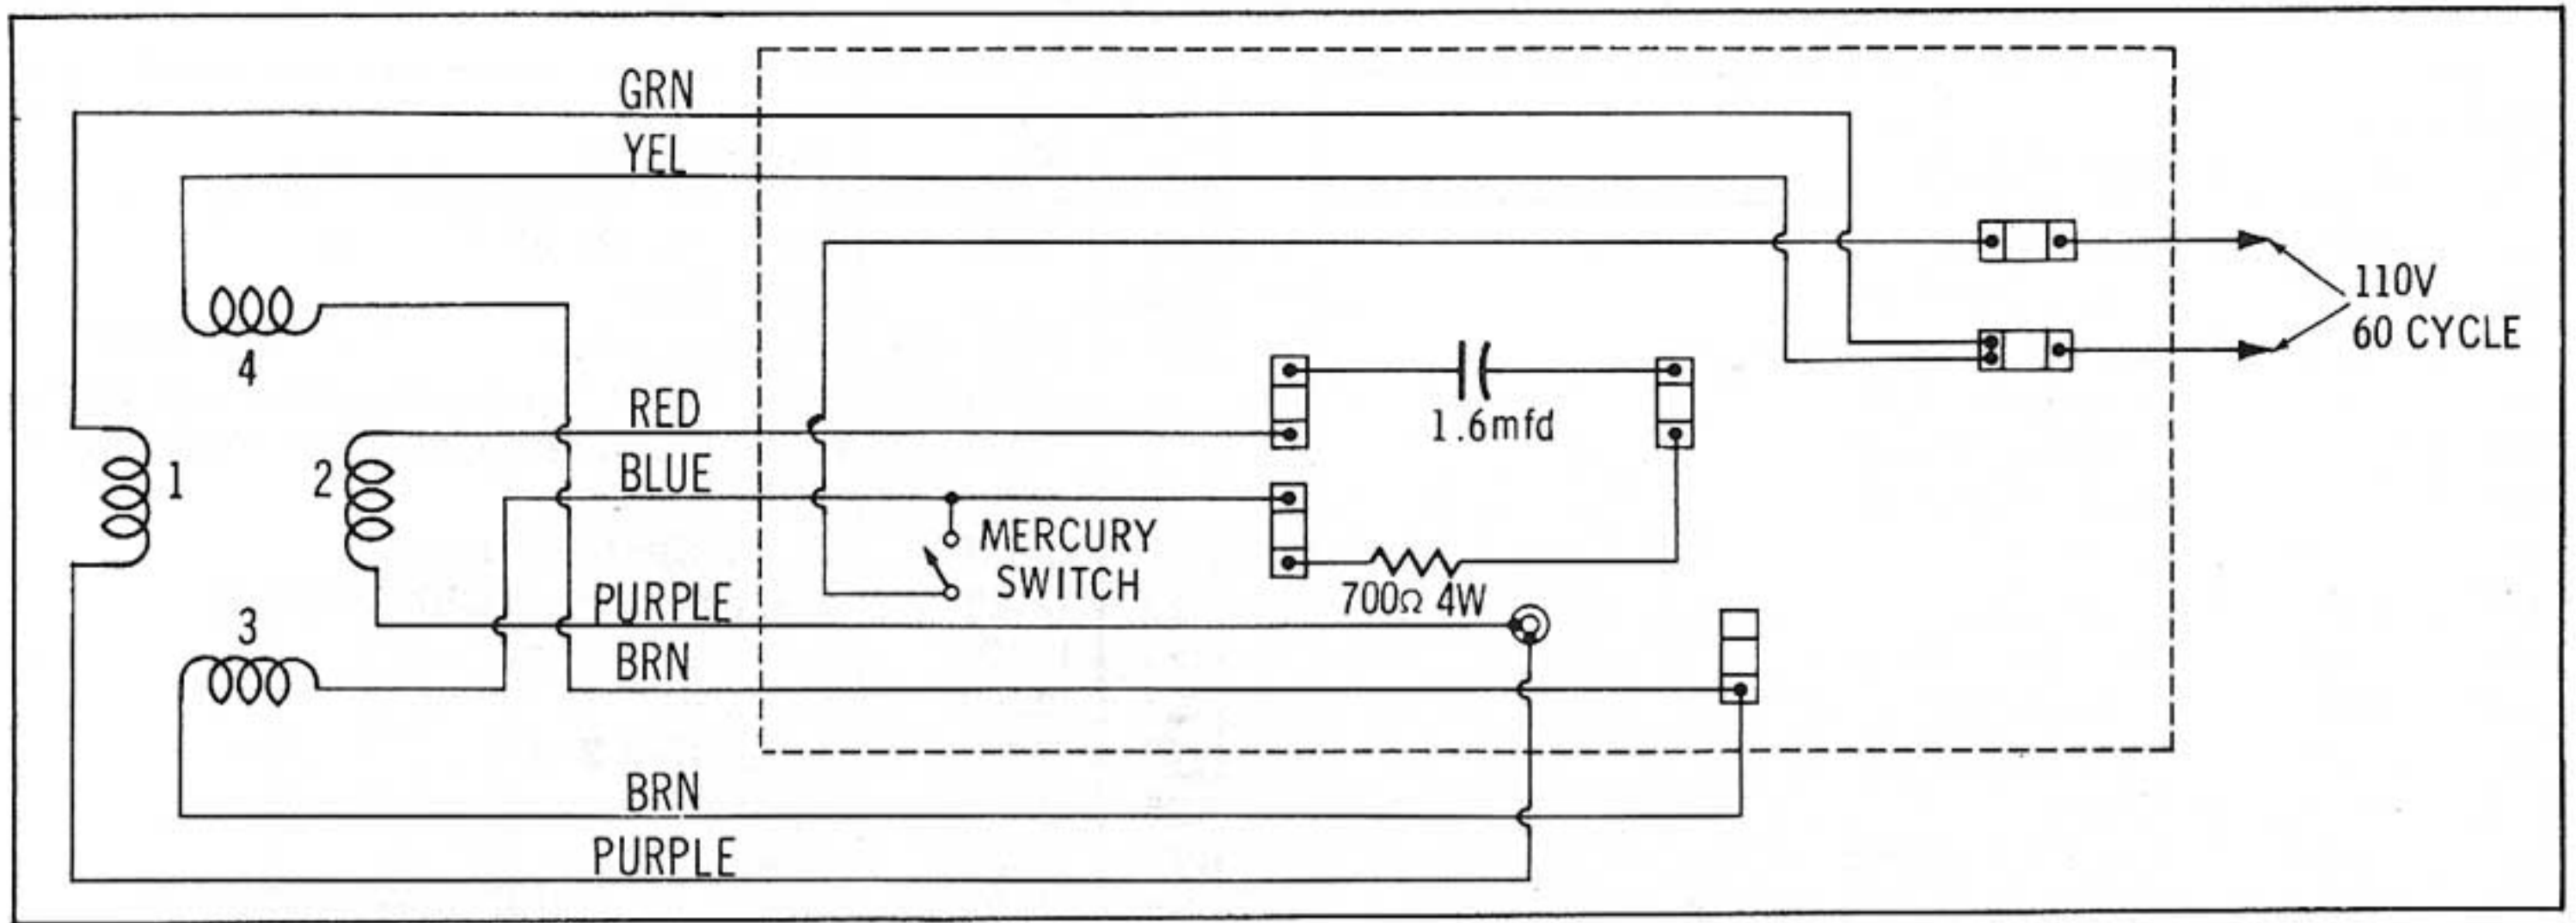 GRN
YEL
110V
60 CYCLE
4
RED
1.6mfd
1
2
BLUE
MERCURY
SWITCH
700Ω 4W
PURPLE
3
BRN
BRN
PURPLE